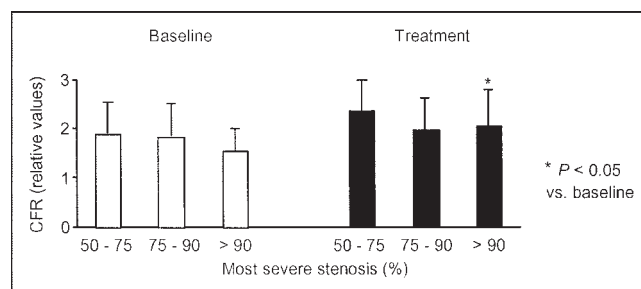 Baseline Treatment
CFR (relative values)
3
2
1
0
*
50 - 75 75 - 90 > 90 50 - 75 75 - 90 > 90
Most severe stenosis (%)
* P < 0.05
vs. baseline